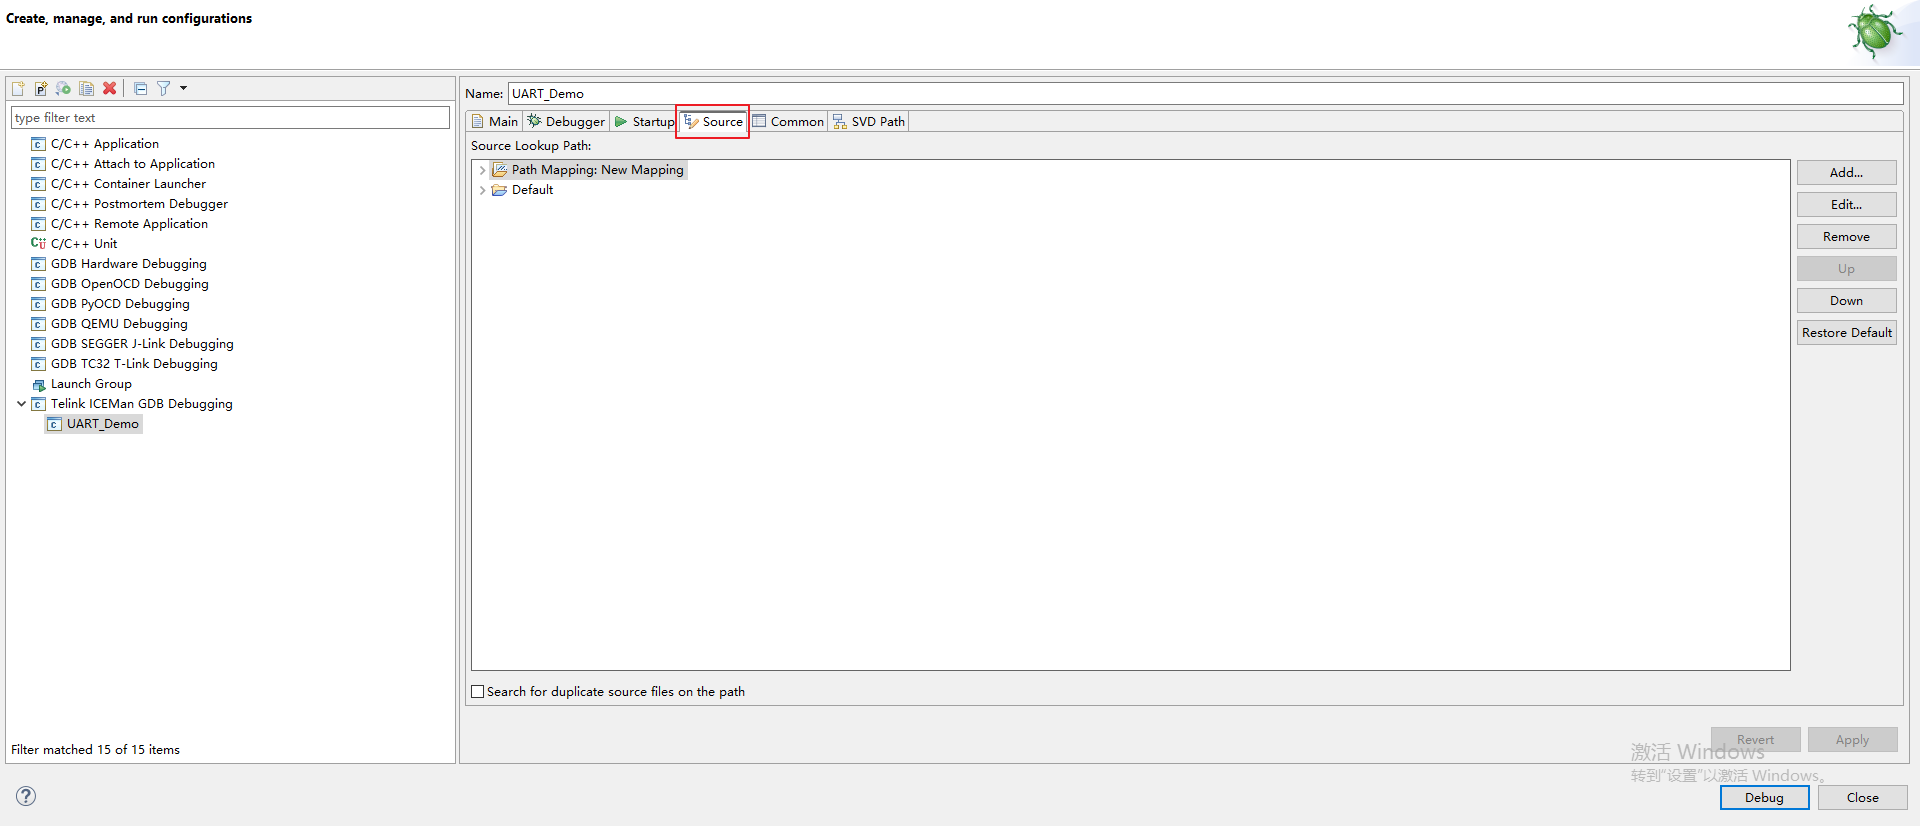 Create, manage, and run configurations
type filter text
C/C++ Application
C/C++ Attach to Application
C/C++ Container Launcher
C/C++ Postmortem Debugger
C/C++ Remote Application
C/C++ Unit
GDB Hardware Debugging
GDB OpenOCD Debugging
GDB PyOCD Debugging
GDB QEMU Debugging
GDB SEGGER J-Link Debugging
GDB TC32 T-Link Debugging
Launch Group
Telink ICEMan GDB Debugging
UART_Demo
Filter matched 15 of 15 items
Name: UART_Demo
Main Debugger Startup Source Common SVD Path
Source Lookup Path:
Path Mapping: New Mapping
Default
Add...
Edit...
Remove
Up
Down
Restore Default
Search for duplicate source files on the path
Revert Apply
激活 Windows
转到“设置”以激活 Windows。
Debug Close